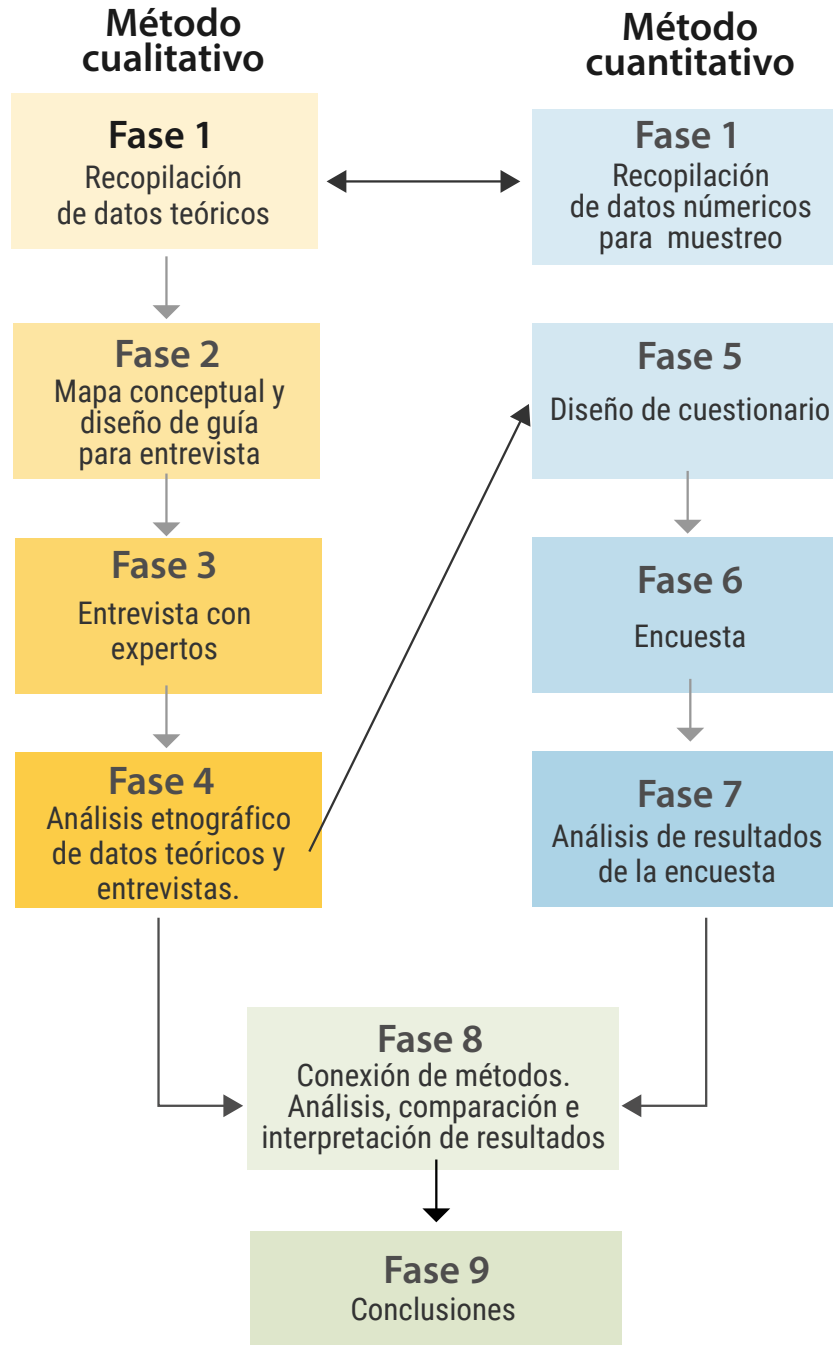 Método
cualitativo
Fase 1
Recopilación
de datos teóricos
Fase 2
Mapa conceptual y
diseño de guía
para entrevista
Fase 3
Entrevista con
expertos
Fase 4
Análisis etnográfico
de datos teóricos y
entrevistas.
Método
cuantitativo
Fase 1
Recopilación
de datos númericos
para muestreo
Fase 5
Diseño de cuestionario
Fase 6
Encuesta
Fase 7
Análisis de resultados
de la encuesta
Fase 8
Conexión de métodos.
Análisis, comparación e
interpretación de resultados
Fase 9
Conclusiones